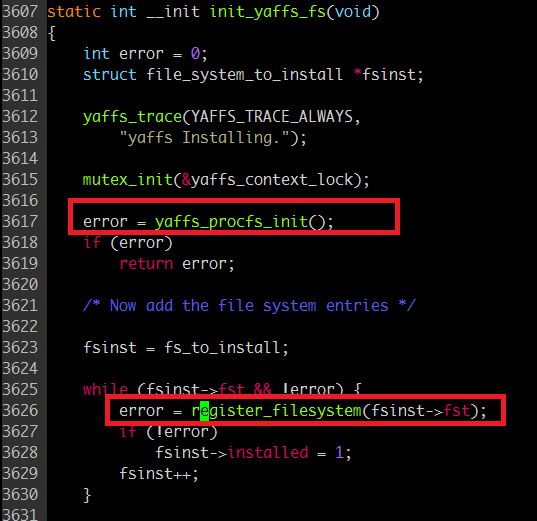 3607 static int __init init_yaffs_fs(void)
3608 {
3609     int error = 0;
3610     struct file_system_to_install *fsinst;
3611
3612     yaffs_trace(YAFFS_TRACE_ALWAYS,
3613         "yaffs Installing.");
3614
3615     mutex_init(&yaffs_context_lock);
3616
3617     error = yaffs_procfs_init();
3618     if (error)
3619         return error;
3620
3621     /* Now add the file system entries */
3622
3623     fsinst = fs_to_install;
3624
3625     while (fsinst->fst && !error) {
3626         error = register_filesystem(fsinst->fst);
3627         if (!error)
3628             fsinst->installed = 1;
3629         fsinst++;
3630     }
3631